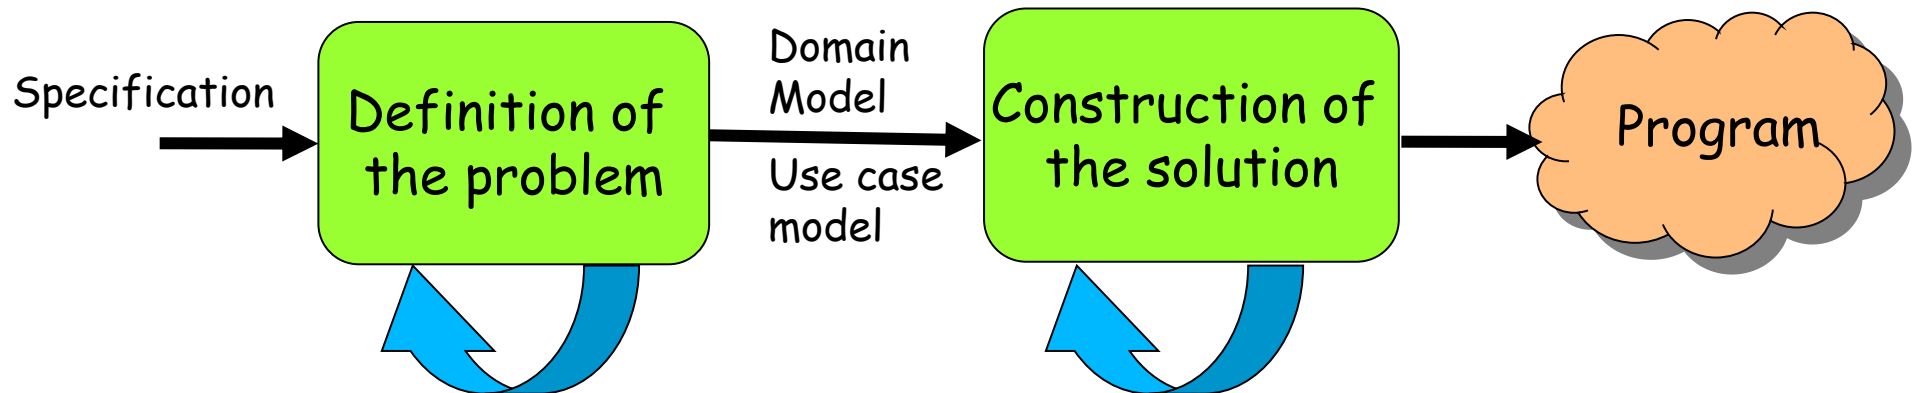 Specification
Definition of
the problem
Domain
Model
Use case
model
Construction of
the solution
Program